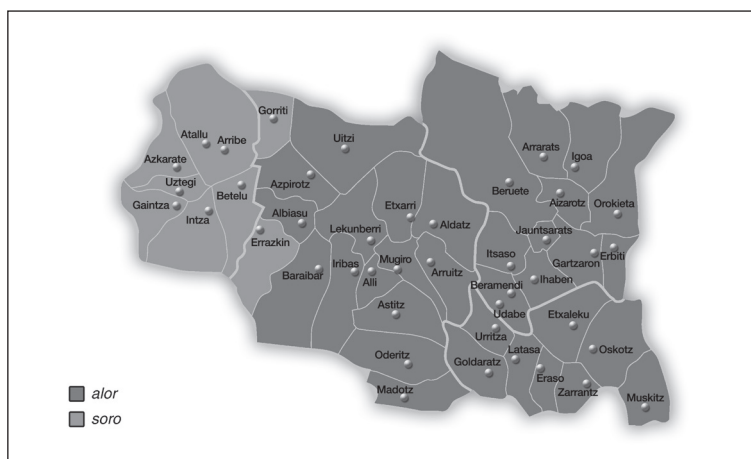 Gorriti
Uitzi
Atallu
Arribe
Arrarats
Igoa
Azkarate
Azpirotz
Beruete
Uztegi
Betelu
Etxarri
Aizarotz
Orokieta
Gaintza
Intza
Albiasu
Aldatz
Lekunberri
Jauntsarats
Errazkin
Itsaso
Gartzaron
Erbiti
Baraibar
Iribas
Mugiro
Arruitz
Alli
Ihaben
Beramendi
Astitz
Udabe
Etxaleku
Urritza
Oderitz
Goldaratz
Latasa
Oskotz
Eraso
Zarrantz
Madotz
Muskitz
alor
soro